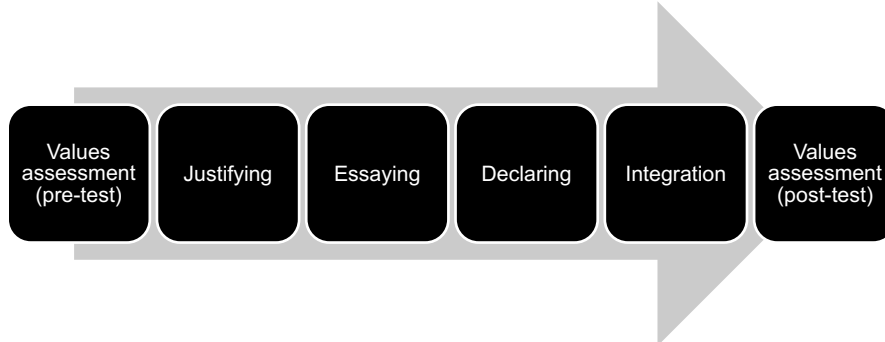 Values
assessment
(pre-test)
Justifying
Essaying
Declaring
Integration
Values
assessment
(post-test)